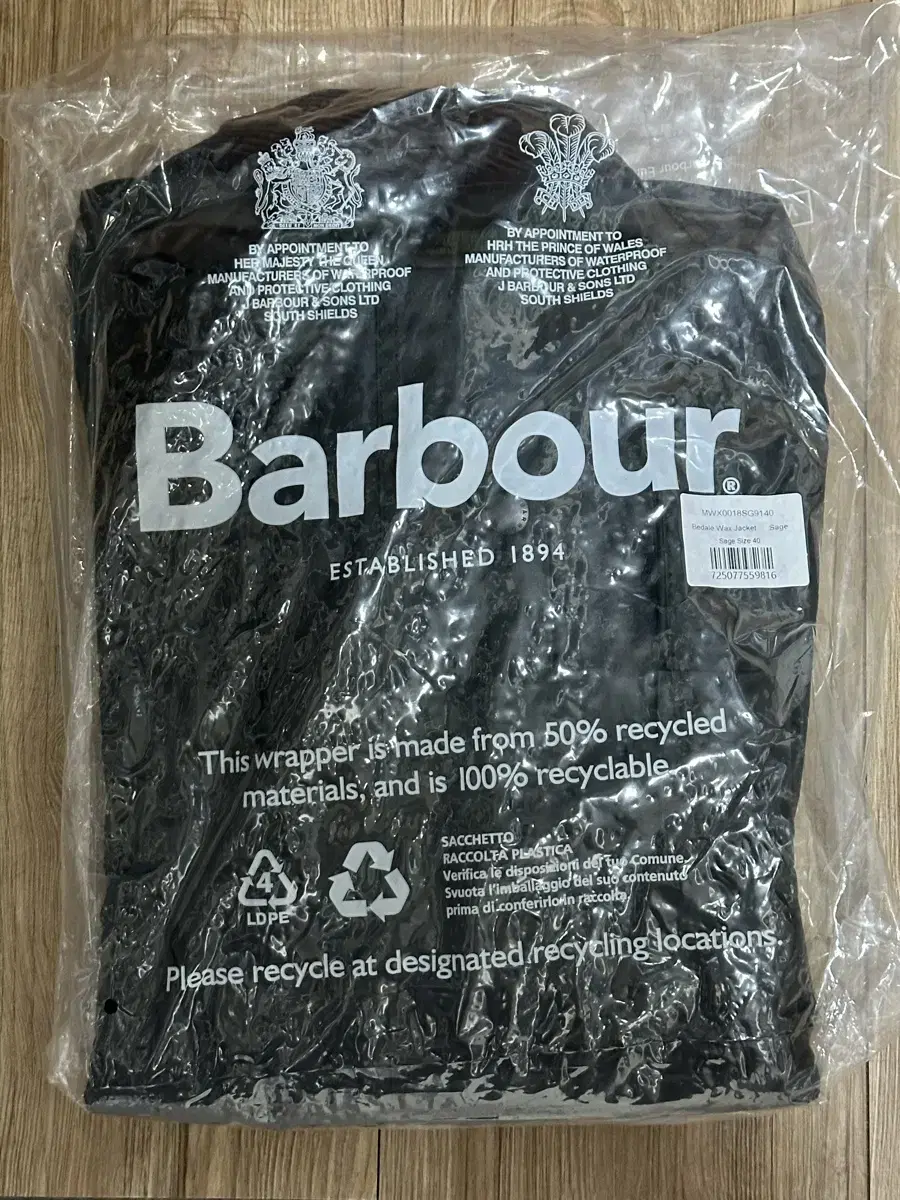 BY APPOINTMENT TO
HER MAJESTY THE QUEEN
MANUFACTURERS OF WATERPROOF
AND PROTECTIVE CLOTHING
J BARBOUR & SONS LTD
SOUTH SHIELDS
BY APPOINTMENT TO
HRH THE PRINCE OF WALES
MANUFACTURERS OF WATERPROOF
AND PROTECTIVE CLOTHING
J BARBOUR & SONS LTD
SOUTH SHIELDS
Barbour®
ESTABLISHED 1894
MWX0018SG9140
Bedale Wax Jacket Sage
Sage Size 40
725077559816
This wrapper is made from 50% recycled
materials, and is 100% recyclable.
4
LDPE
SACCHETTO
RACCOLTA PLASTICA
Verifica le disposizioni del tuo Comune.
Svuota l'imballaggio del suo contenuto
prima di conferirlo in raccolta.
Please recycle at designated recycling locations.